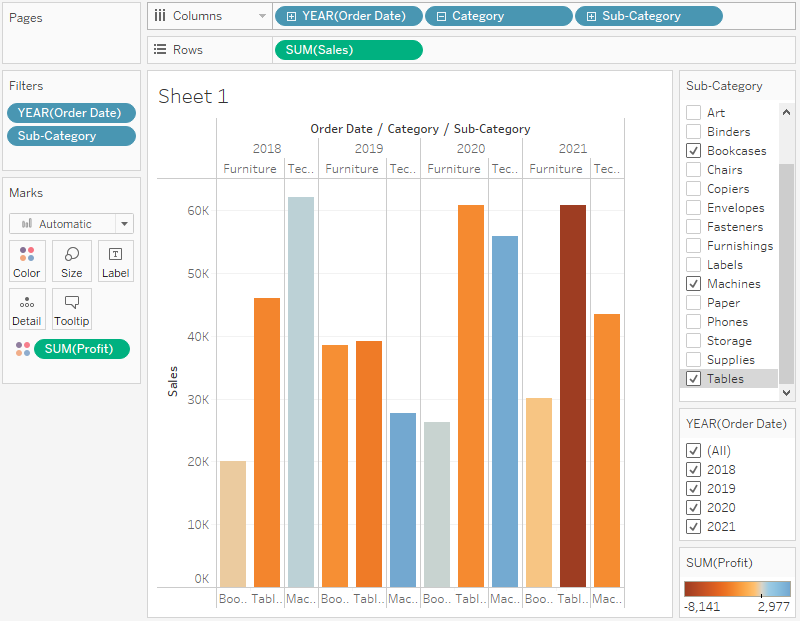 Pages
Columns
YEAR(Order Date)
Category
Sub-Category
Rows
SUM(Sales)
Filters
YEAR(Order Date)
Sub-Category
Marks
Automatic
Color
Size
Label
Detail
Tooltip
SUM(Profit)
Sheet 1
Order Date / Category / Sub-Category
2018
2019
2020
2021
Furniture
Tec..
Furniture
Tec..
Furniture
Tec..
Furniture
Tec..
Sales
60K
50K
40K
30K
20K
10K
0K
Boo..
Tabl..
Mac..
Boo..
Tabl..
Mac..
Boo..
Tabl..
Mac..
Boo..
Tabl..
Mac..
Sub-Category
Art
Binders
Bookcases
Chairs
Copiers
Envelopes
Fasteners
Furnishings
Labels
Machines
Paper
Phones
Storage
Supplies
Tables
YEAR(Order Date)
(All)
2018
2019
2020
2021
SUM(Profit)
-8,141
2,977